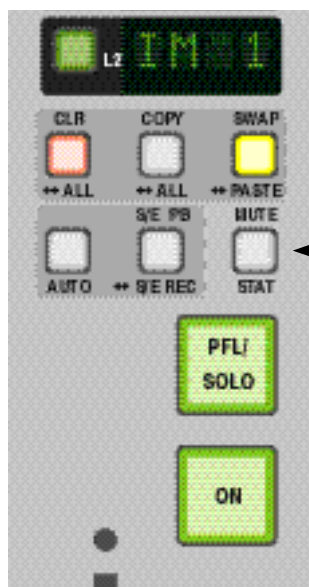 L2 IM 1
CLR COPY SWAP
↔ ALL ↔ ALL ↔ PASTE
S/E PB MUTE
AUTO ↔ S/E REC STAT
PFL/
SOLO
ON